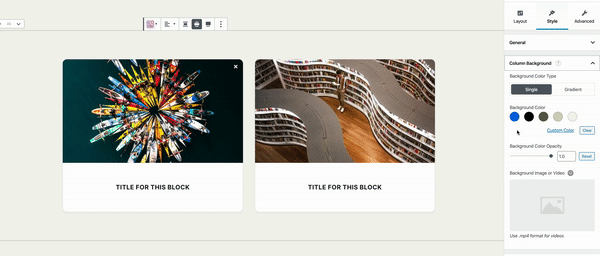 Layout
Style
Advanced
General
Column Background
Background Color Type
Single
Gradient
Background Color
Custom Color
Clear
Background Color Opacity
1.0
Reset
Background Image or Video
Use .mp4 format for videos
TITLE FOR THIS BLOCK
TITLE FOR THIS BLOCK